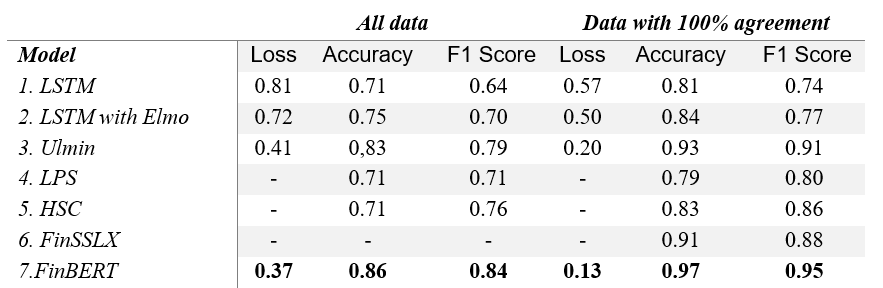 All data Data with 100% agreement
Model Loss Accuracy F1 Score Loss Accuracy F1 Score
1. LSTM 0.81 0.71 0.64 0.57 0.81 0.74
2. LSTM with Elmo 0.72 0.75 0.70 0.50 0.84 0.77
3. Ulmin 0.41 0,83 0.79 0.20 0.93 0.91
4. LPS - 0.71 0.71 - 0.79 0.80
5. HSC - 0.71 0.76 - 0.83 0.86
6. FinSSLX - - - - 0.91 0.88
7.FinBERT 0.37 0.86 0.84 0.13 0.97 0.95